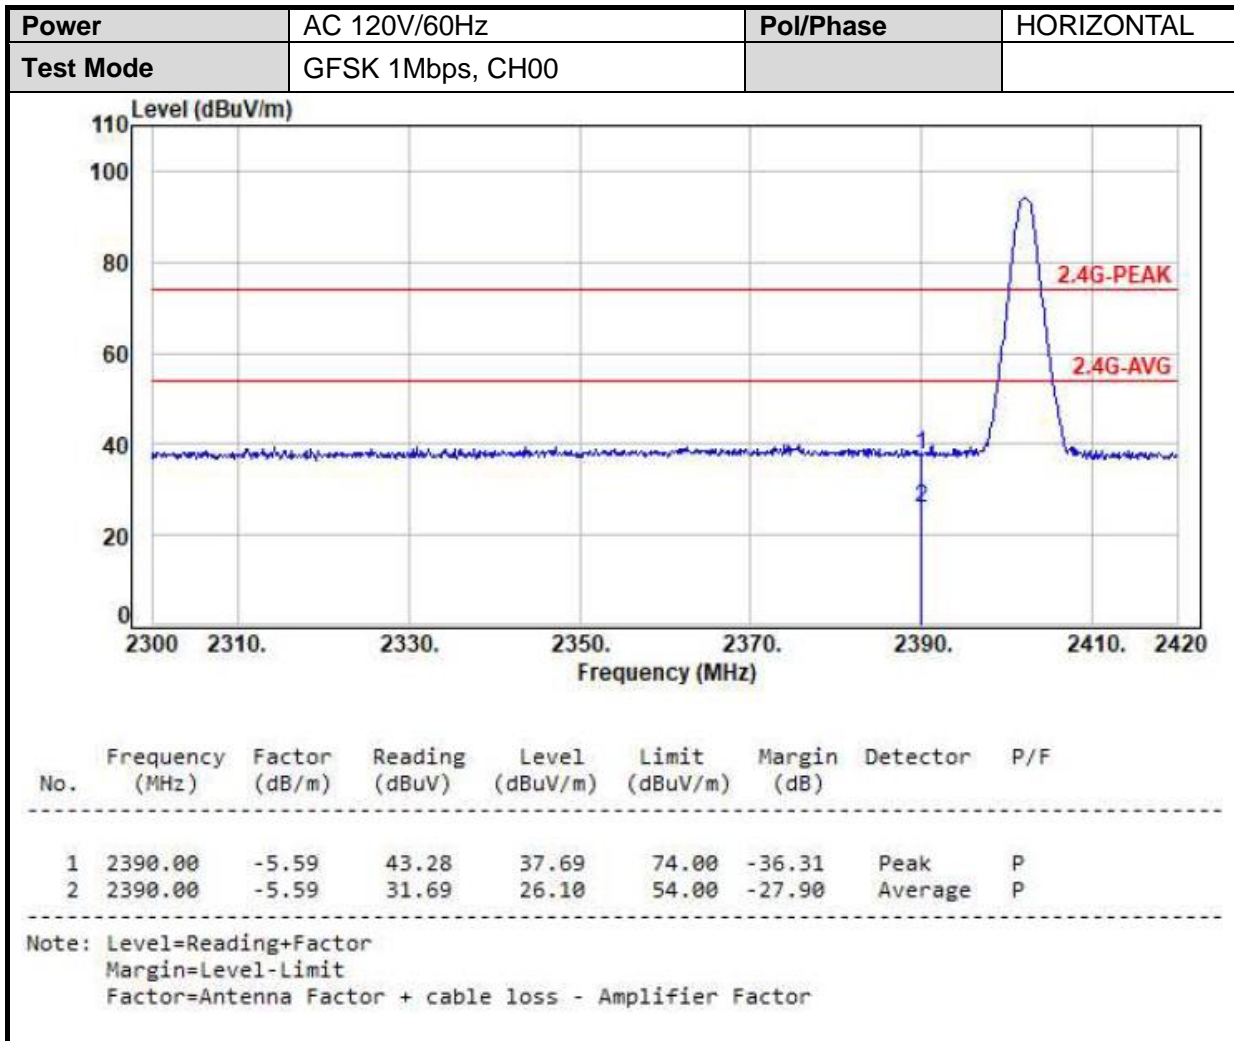 Power AC 120V/60Hz Pol/Phase HORIZONTAL
Test Mode GFSK 1Mbps, CH00
Level (dBuV/m)
110
100
80
2.4G-PEAK
60
2.4G-AVG
40
1
2
20
0
2300 2310. 2330. 2350. 2370. 2390. 2410. 2420
Frequency (MHz)
Frequency Factor Reading Level Limit Margin Detector P/F
No. (MHz) (dB/m) (dBuV) (dBuV/m) (dBuV/m) (dB)
1 2390.00 -5.59 43.28 37.69 74.00 -36.31 Peak P
2 2390.00 -5.59 31.69 26.10 54.00 -27.90 Average P
Note: Level=Reading+Factor
Margin=Level-Limit
Factor=Antenna Factor + cable loss - Amplifier Factor